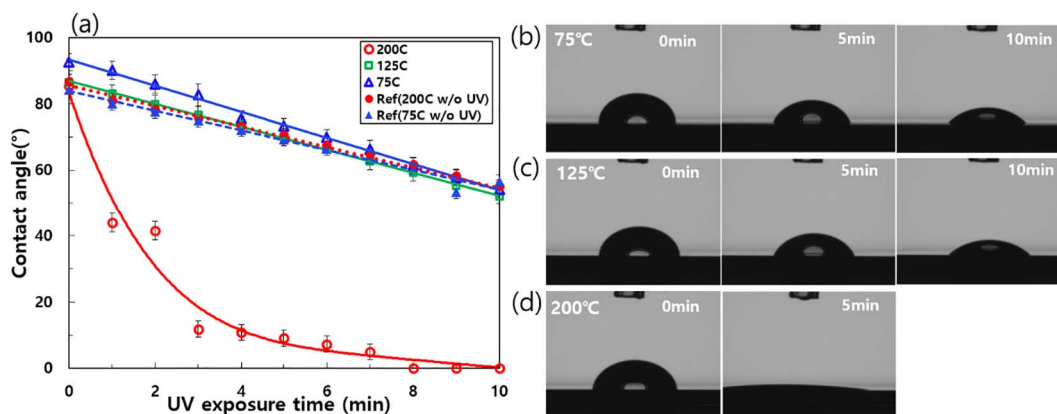 (a)
100
80
60
40
20
0
Contact angle(°)
0
2
4
6
8
10
UV exposure time (min)
200C
125C
75C
Ref(200C w/o UV)
Ref(75C w/o UV)
(b) 75℃ 0min 5min 10min
(c) 125℃ 0min 5min 10min
(d) 200℃ 0min 5min